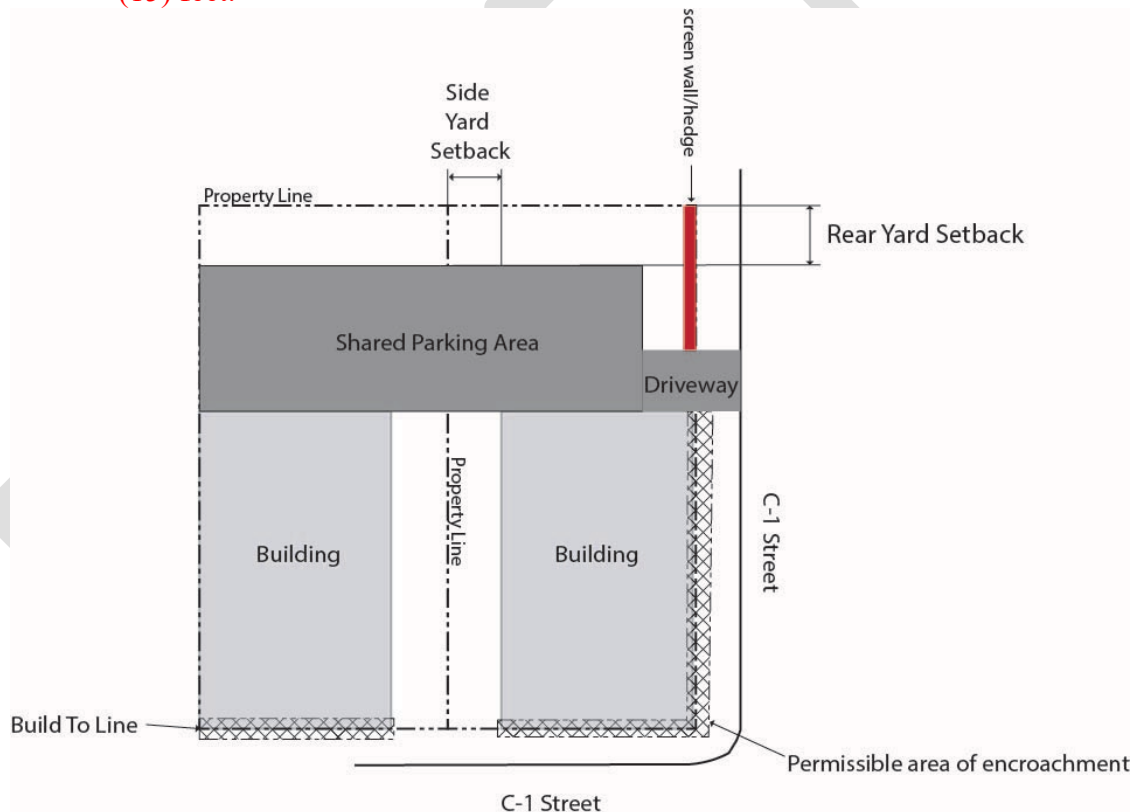 screen wall/hedge
Side
Yard
Setback
Property Line
Rear Yard Setback
Shared Parking Area
Driveway
Property Line
Building
Building
C-1 Street
Build To Line
Permissible area of encroachment
C-1 Street